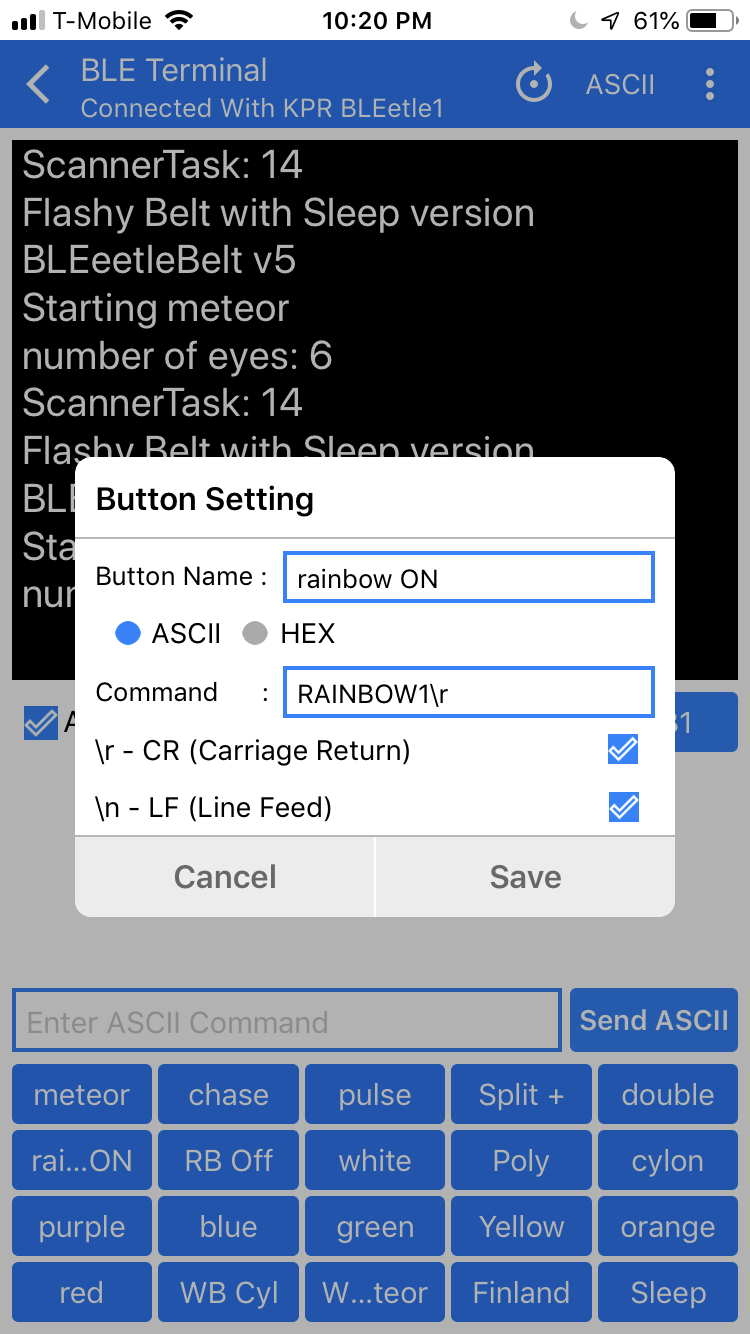 T-Mobile 10:20 PM 61%
BLE Terminal
Connected With KPR BLEetle1
ASCII
ScannerTask: 14
Flashy Belt with Sleep version
BLEeetleBelt v5
Starting meteor
number of eyes: 6
ScannerTask: 14
Flashy Belt with Sleep version
BLE
Sta
num
Button Setting
Button Name : rainbow ON
ASCII HEX
Command : RAINBOW1\r
\r - CR (Carriage Return)
\n - LF (Line Feed)
Cancel Save
Enter ASCII Command Send ASCII
meteor chase pulse Split + double
rai...ON RB Off white Poly cylon
purple blue green Yellow orange
red WB Cyl W...teor Finland Sleep